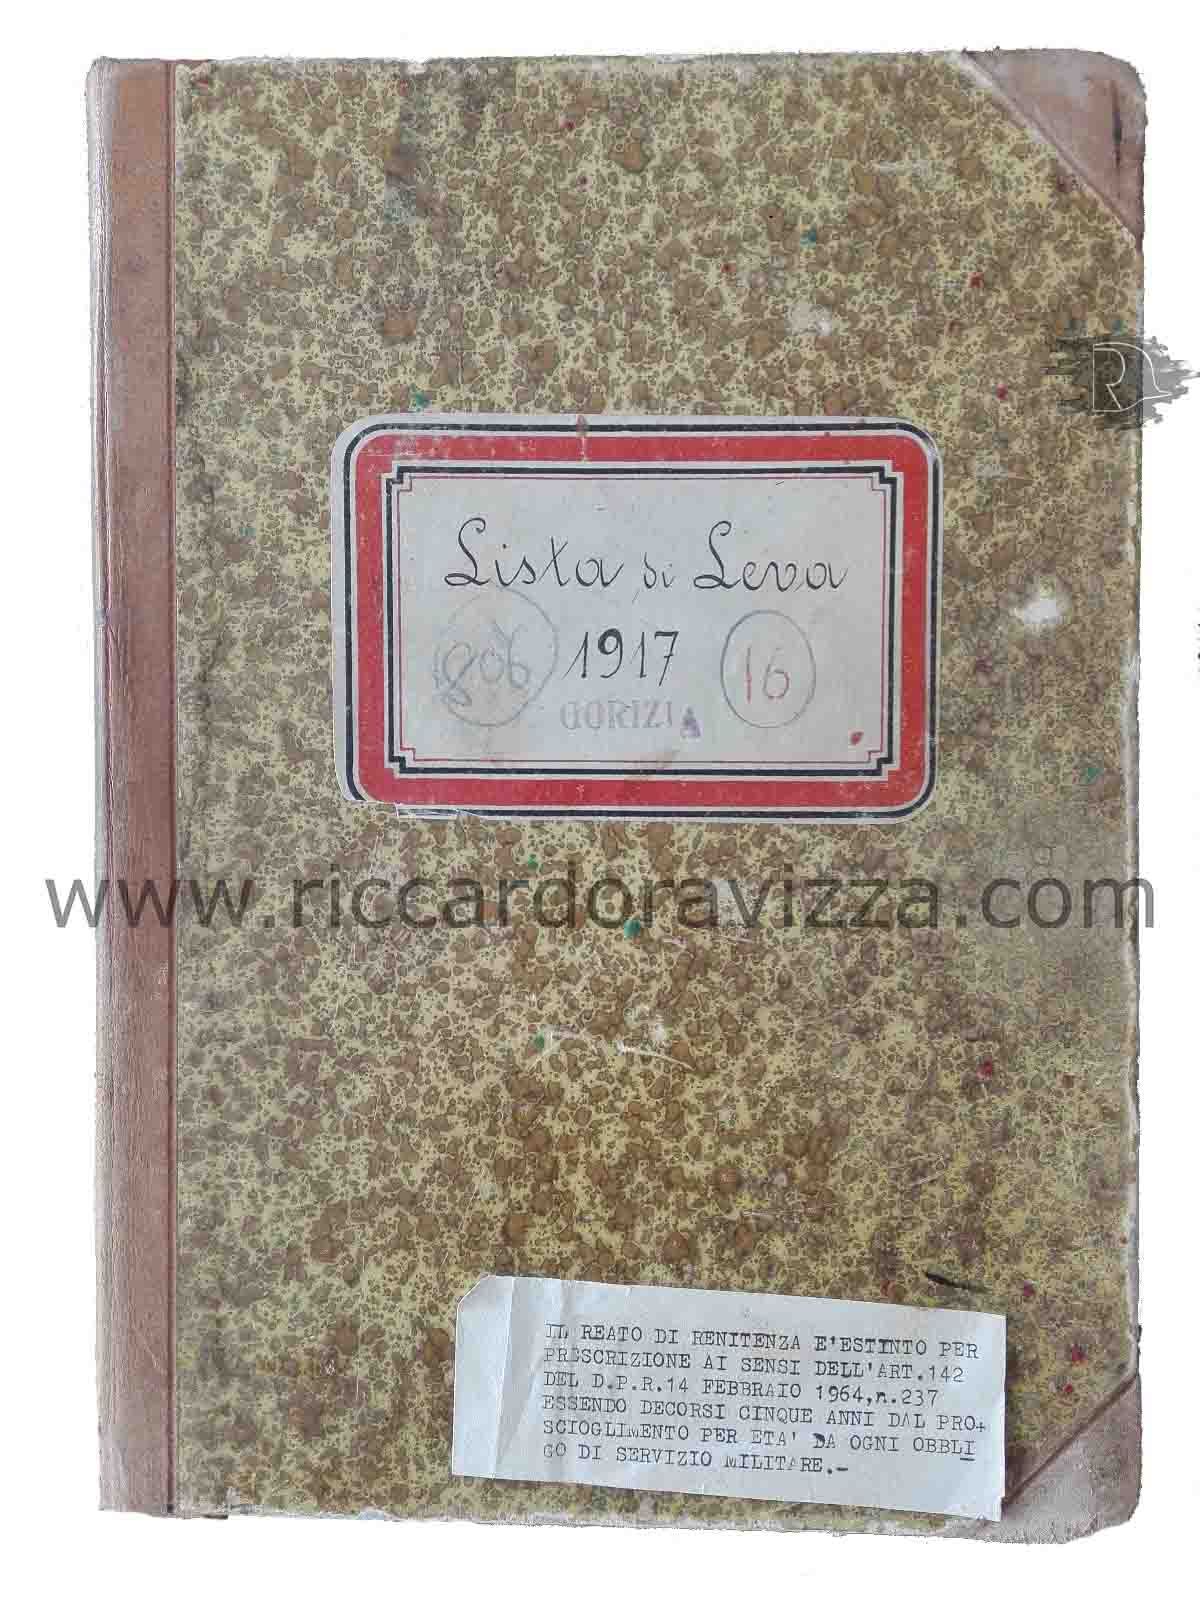 R
Lista di Leva
806 1917 16
www.riccardoravizza.com
IL REATO DI RENITENZA E'ESTINTO PER
PRESCRIZIONE AI SENSI DELL'ART.142
DEL D.P.R.14 FEBBRAIO 1964,n.237
ESSENDO DECORSI CINQUE ANNI DAL PRO+
SCIOGLIMENTO PER ETA' DA OGNI OBBLI
GO DI SERVIZIO MILITARE.-